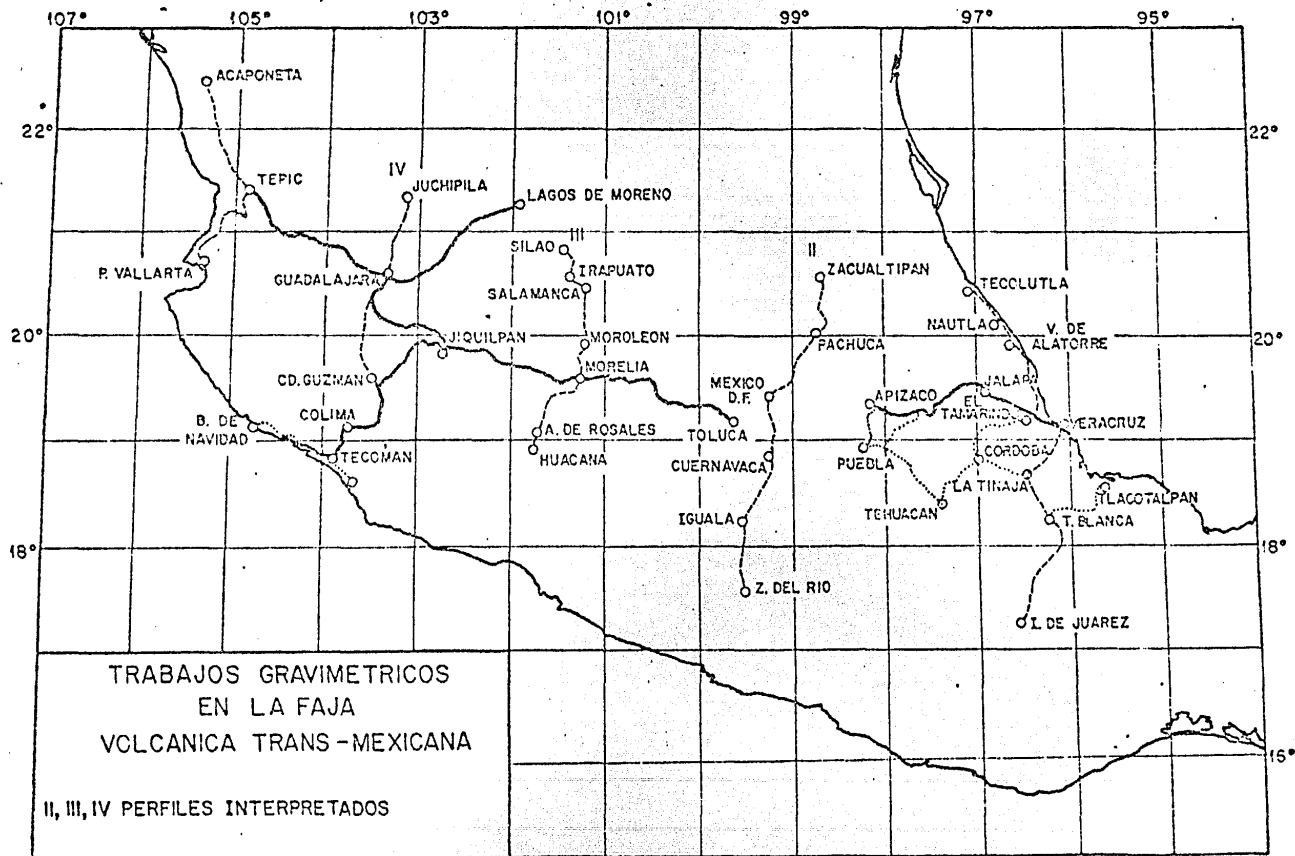 107° 105° 103° 101° 99° 97° 95°
ACAPONETA
22° 22°
TEPIC
IV
JUCHIPILA
LAGOS DE MORENO
III
SILAO
II
P. VALLARTA
IRAPUATO
ZACUALTIPAN
GUADALAJARA
SALAMANCA
TECOLUTLA
NAUTLA
V. DE
ALATORRE
20° 20°
JIQUILPAN
MOROLEON
PACHUCA
MORELIA
CD. GUZMAN
MEXICO
D.F.
APIZACO
JALAPA
EL
TAMARINDO
B. DE
NAVIDAD
COLIMA
A. DE ROSALES
TOLUCA
VERACRUZ
TECOMAN
HUACANA
CUERNAVACA
PUEBLA
CORDOBA
LA TINAJA
TLACOTALPAN
TEHUACAN
IGUALA
T. BLANCA
18° 18°
Z. DEL RIO
I. DE JUAREZ
TRABAJOS GRAVIMETRICOS
EN LA FAJA
VOLCANICA TRANS-MEXICANA
II, III, IV PERFILES INTERPRETADOS